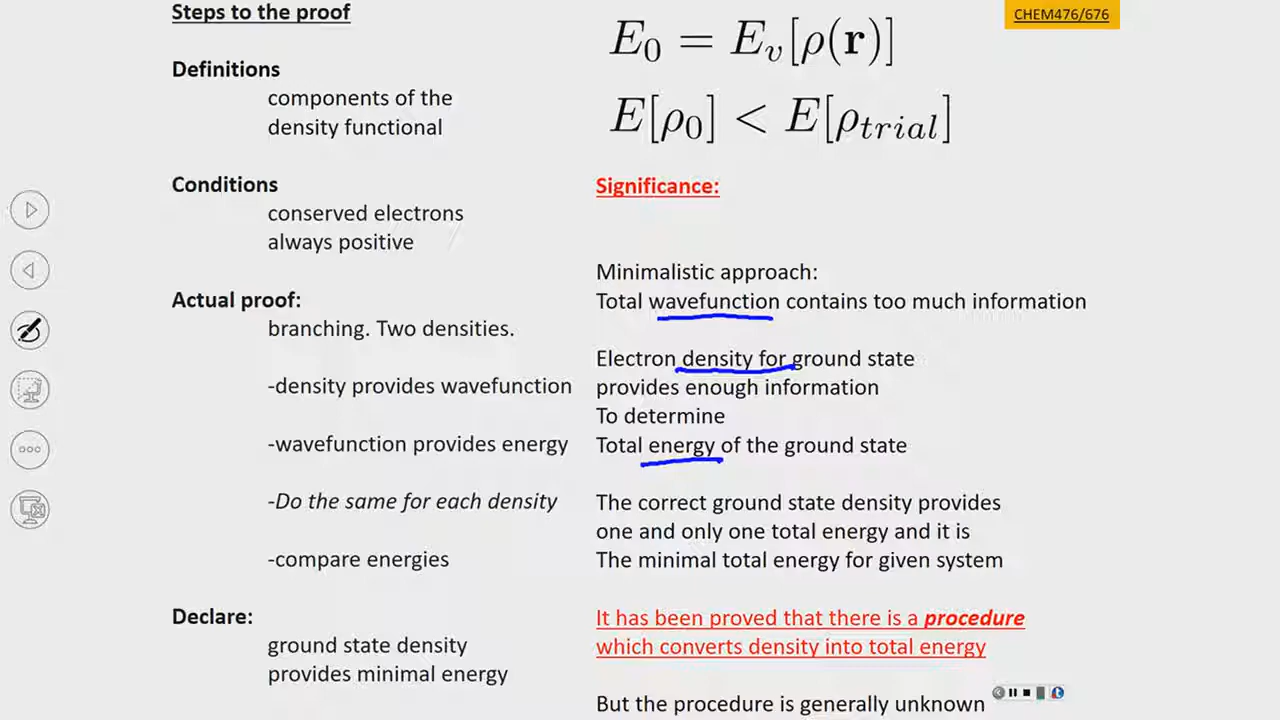 Steps to the proof
Definitions
components of the
density functional
Conditions
conserved electrons
always positive
Actual proof:
branching. Two densities.
-density provides wavefunction
-wavefunction provides energy
-Do the same for each density
-compare energies
Declare:
ground state density
provides minimal energy
CHEM476/676
E₀ = Eᵥ[ρ(𝐫)]
E[ρ₀] < E[ρ_{trial}]
Significance:
Minimalistic approach:
Total wavefunction contains too much information
Electron density for ground state
provides enough information
To determine
Total energy of the ground state
The correct ground state density provides
one and only one total energy and it is
The minimal total energy for given system
It has been proved that there is a procedure
which converts density into total energy
But the procedure is generally unknown